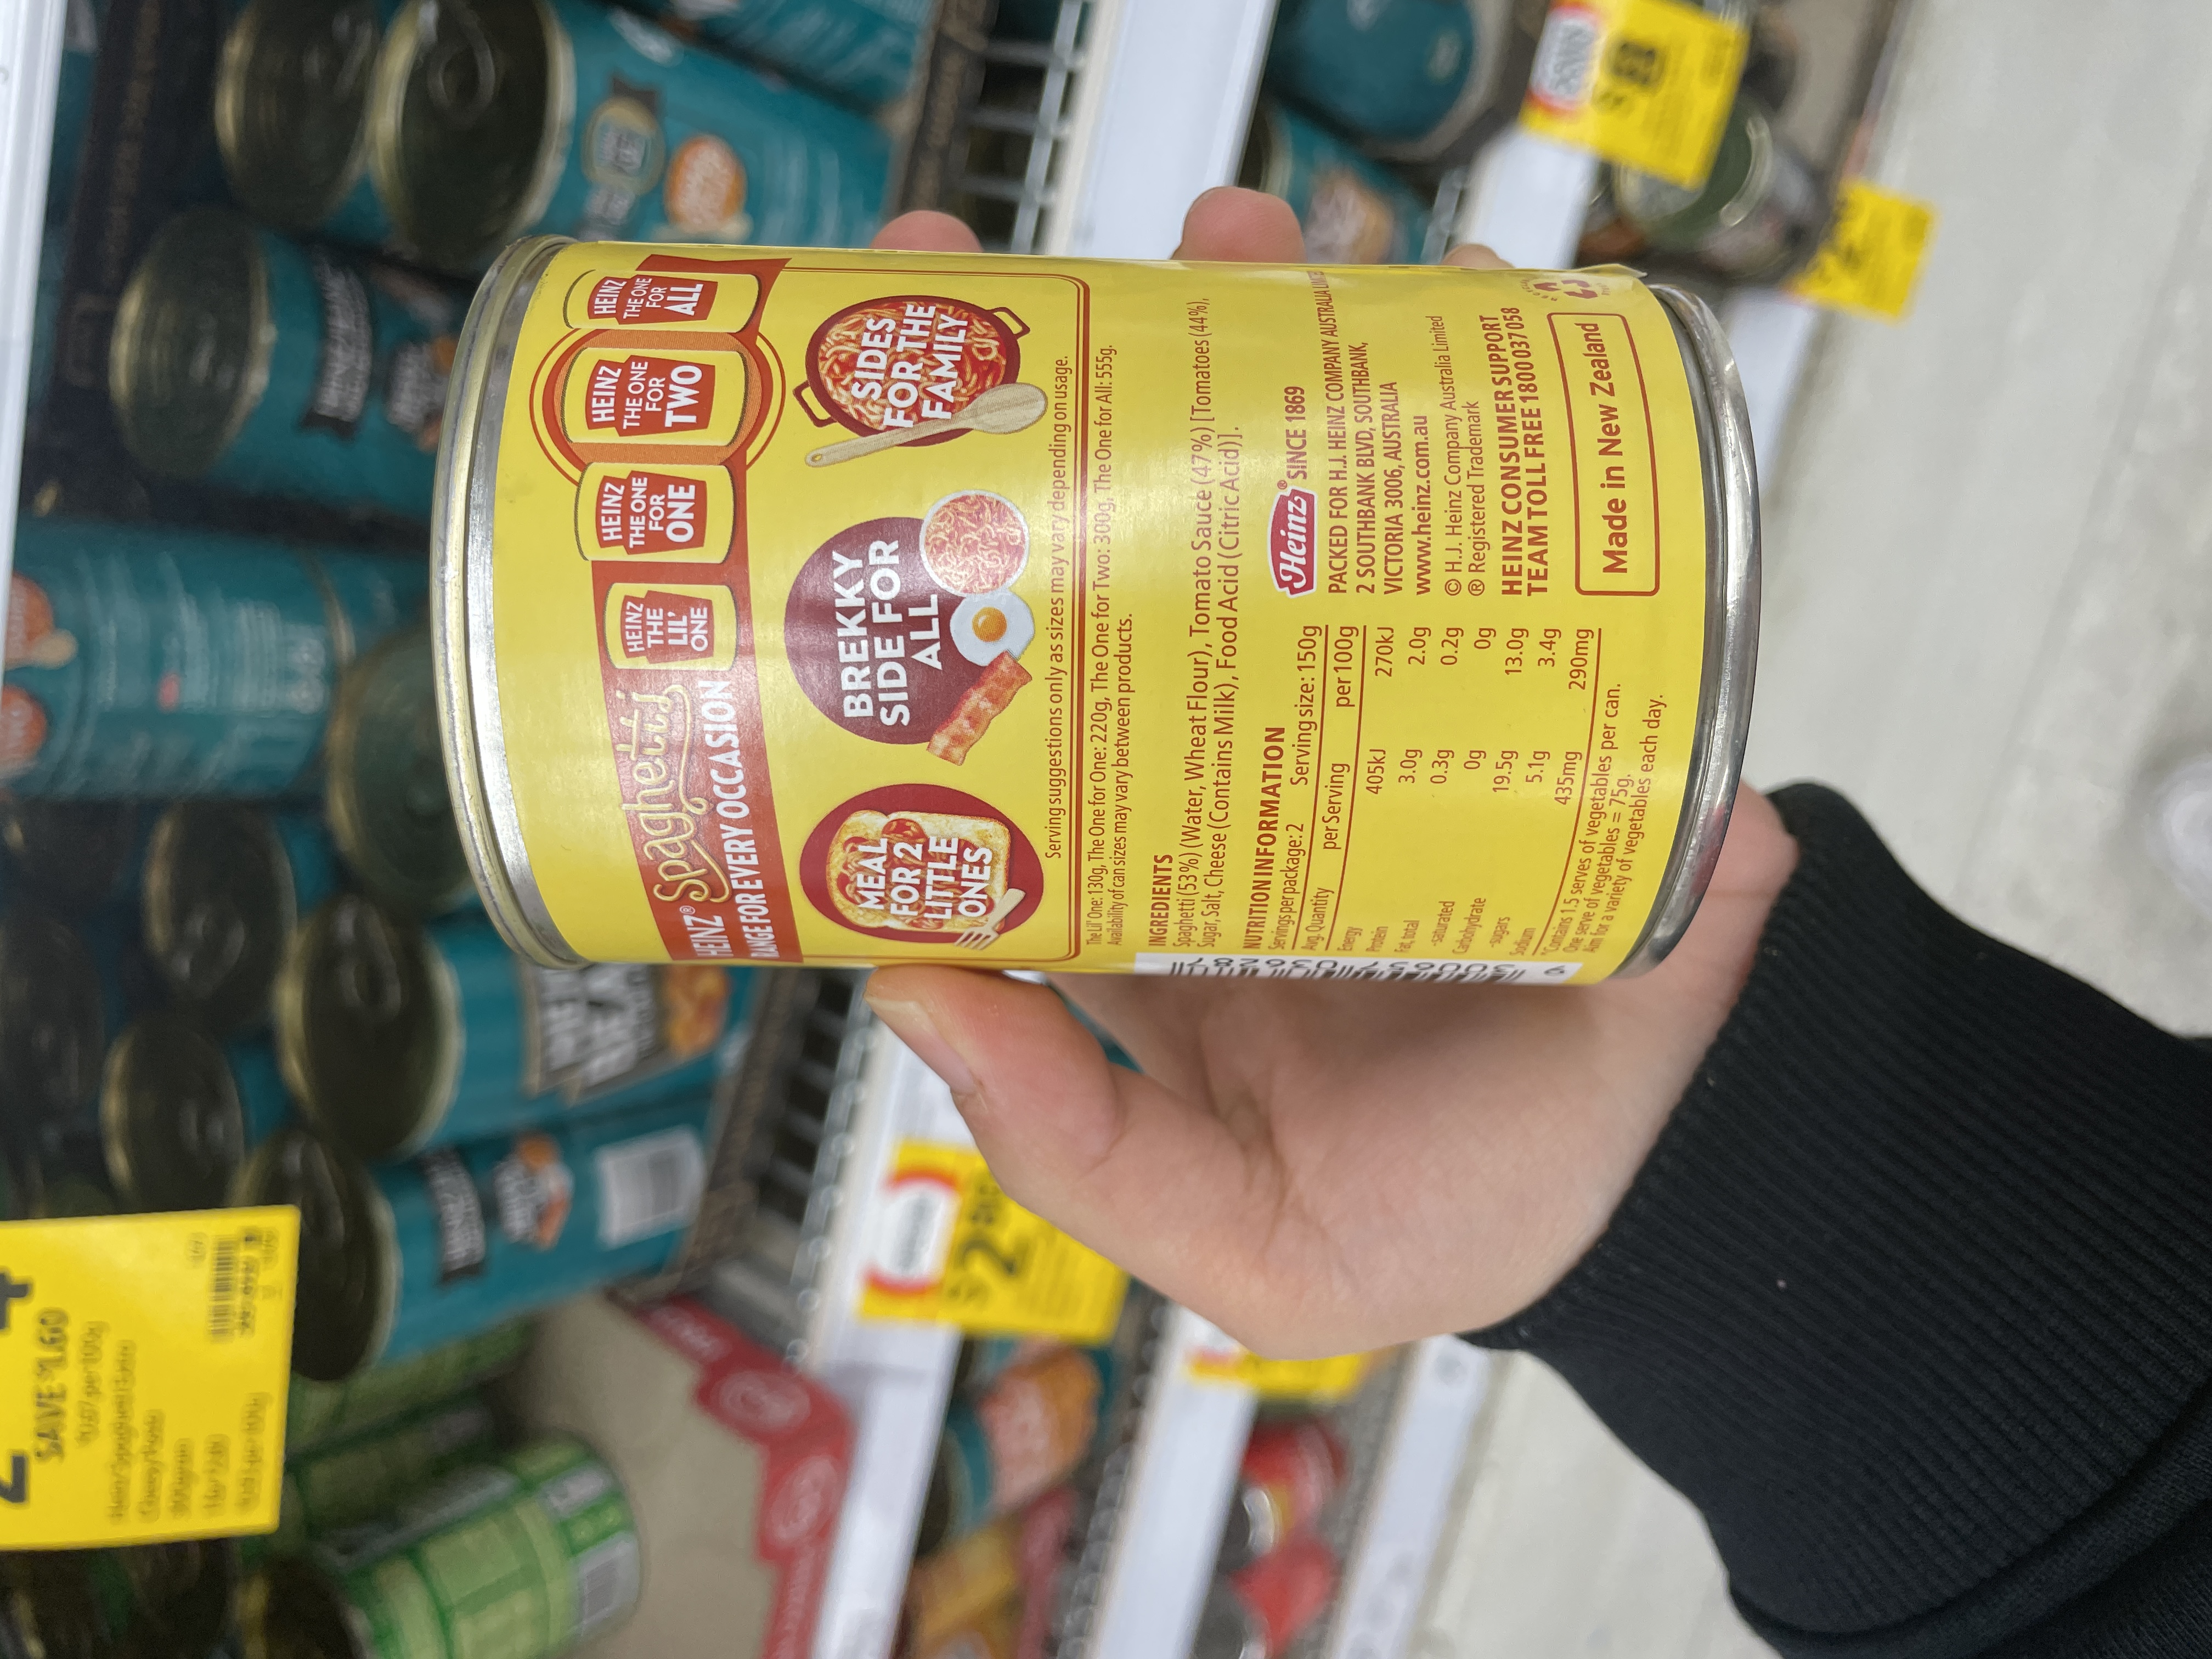 SAVE $1.60
HEINZ® Spaghetti
RANGE FOR EVERY OCCASION
HEINZ
THE
LIL'
ONE
HEINZ
THE ONE
FOR
ONE
HEINZ
THE ONE
FOR
TWO
HEINZ
THE ONE
FOR
ALL
MEAL
FOR 2
LITTLE
ONES
BREKKY
SIDE FOR
ALL
SIDES
FOR THE
FAMILY
Serving suggestions only as sizes may vary depending on usage.
The Lil' One: 130g, The One for One: 220g, The One for Two: 300g, The One for All: 555g.
Availability of can sizes may vary between products.
INGREDIENTS
Spaghetti (53%) (Water, Wheat Flour), Tomato Sauce (47%) [Tomatoes (44%),
Sugar, Salt, Cheese (Contains Milk), Food Acid (Citric Acid)].
NUTRITION INFORMATION
Servings per package: 2 Serving size: 150g
Avg. Quantity per Serving per 100g
Energy 405kJ 270kJ
Protein 3.0g 2.0g
Fat, total 0.3g 0.2g
-saturated 0g 0g
Carbohydrate 19.5g 13.0g
-sugars 5.1g 3.4g
Sodium 435mg 290mg
*Contains 1.5 serves of vegetables per can.
One serve of vegetables = 75g.
Aim for a variety of vegetables each day.
Heinz® SINCE 1869
PACKED FOR H.J. HEINZ COMPANY AUSTRALIA LIMITED
2 SOUTHBANK BLVD, SOUTHBANK,
VICTORIA 3006, AUSTRALIA
www.heinz.com.au
© H.J. Heinz Company Australia Limited
® Registered Trademark
HEINZ CONSUMER SUPPORT
TEAM TOLL FREE 1800 037 058
Made in New Zealand
9 300657 036287